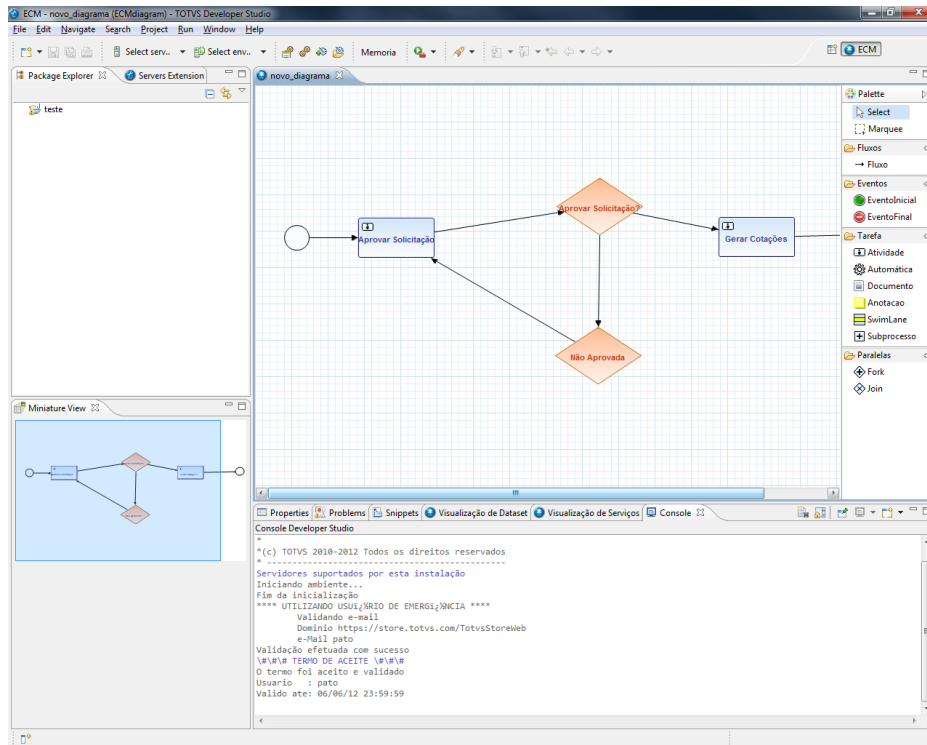 ECM - novo_diagrama (ECMdiagram) - TOTVS Developer Studio
File Edit Navigate Search Project Run Window Help
Select serv.. Select env.. Memoria ECM
Package Explorer Servers Extension
teste
novo_diagrama
Aprovar Solicitação
Aprovar Solicitação?
Gerar Cotações
Não Aprovada
Palette
Select
Marquee
Fluxos
Fluxo
Eventos
EventoInicial
EventoFinal
Tarefa
Atividade
Automática
Documento
Anotacao
SwimLane
Subprocesso
Paralelas
Fork
Join
Miniature View
Properties Problems Snippets Visualização de Dataset Visualização de Serviços Console
Console Developer Studio
*
*(c) TOTVS 2010-2012 Todos os direitos reservados
* -----------------------------------------------
Servidores suportados por esta instalação
Iniciando ambiente...
Fim da inicialização
**** UTILIZANDO USUï¿½RIO DE EMERGï¿½NCIA ****
Validando e-mail
Dominio https://store.totvs.com/TotvsStoreWeb
e-Mail pato
Validação efetuada com sucesso
\#\#\# TERMO DE ACEITE \#\#\#
O termo foi aceito e validado
Usuario : pato
Valido ate: 06/06/12 23:59:59